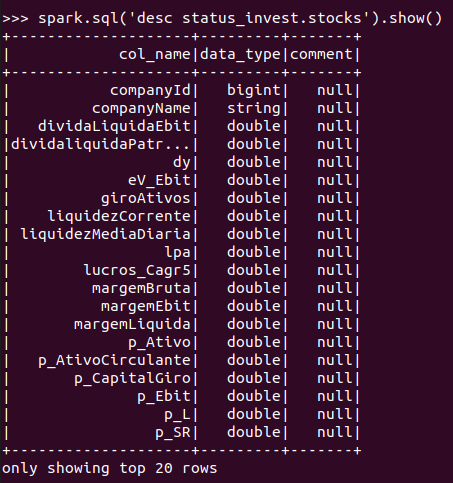 >>> spark.sql('desc status_invest.stocks').show()
+--------------------+---------+-------+
|            col_name|data_type|comment|
+--------------------+---------+-------+
|           companyId|   bigint|   null|
|         companyName|   string|   null|
|   dividaLiquidaEbit|   double|   null|
|dividaliquidaPatr...|   double|   null|
|                  dy|   double|   null|
|             eV_Ebit|   double|   null|
|          giroAtivos|   double|   null|
|    liquidezCorrente|   double|   null|
| liquidezMediaDiaria|   double|   null|
|                 lpa|   double|   null|
|        lucros_Cagr5|   double|   null|
|         margemBruta|   double|   null|
|          margemEbit|   double|   null|
|       margemLiquida|   double|   null|
|             p_Ativo|   double|   null|
|   p_AtivoCirculante|   double|   null|
|       p_CapitalGiro|   double|   null|
|              p_Ebit|   double|   null|
|                 p_L|   double|   null|
|                p_SR|   double|   null|
+--------------------+---------+-------+
only showing top 20 rows